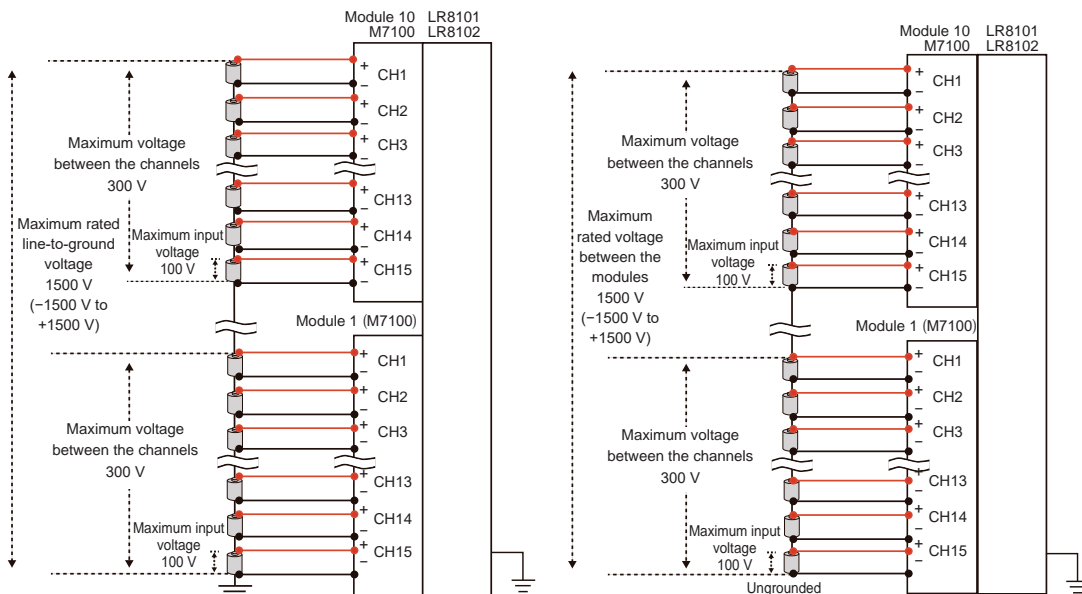 Module 10 LR8101
M7100 LR8102
+ CH1
−
+ CH2
−
+ CH3
−
Maximum voltage
between the channels
300 V
+ CH13
−
+ CH14
−
+ CH15
−
Maximum rated
line-to-ground
voltage
1500 V
(−1500 V to
+1500 V)
Maximum input
voltage
100 V
Module 1 (M7100)
+ CH1
−
+ CH2
−
+ CH3
−
Maximum voltage
between the channels
300 V
+ CH13
−
+ CH14
−
+ CH15
−
Maximum input
voltage
100 V
Module 10 LR8101
M7100 LR8102
+ CH1
−
+ CH2
−
+ CH3
−
Maximum voltage
between the channels
300 V
+ CH13
−
+ CH14
−
+ CH15
−
Maximum
rated voltage
between the
modules
1500 V
(−1500 V to
+1500 V)
Maximum input
voltage
100 V
Module 1 (M7100)
+ CH1
−
+ CH2
−
+ CH3
−
Maximum voltage
between the channels
300 V
+ CH13
−
+ CH14
−
+ CH15
−
Maximum input
voltage
100 V
Ungrounded